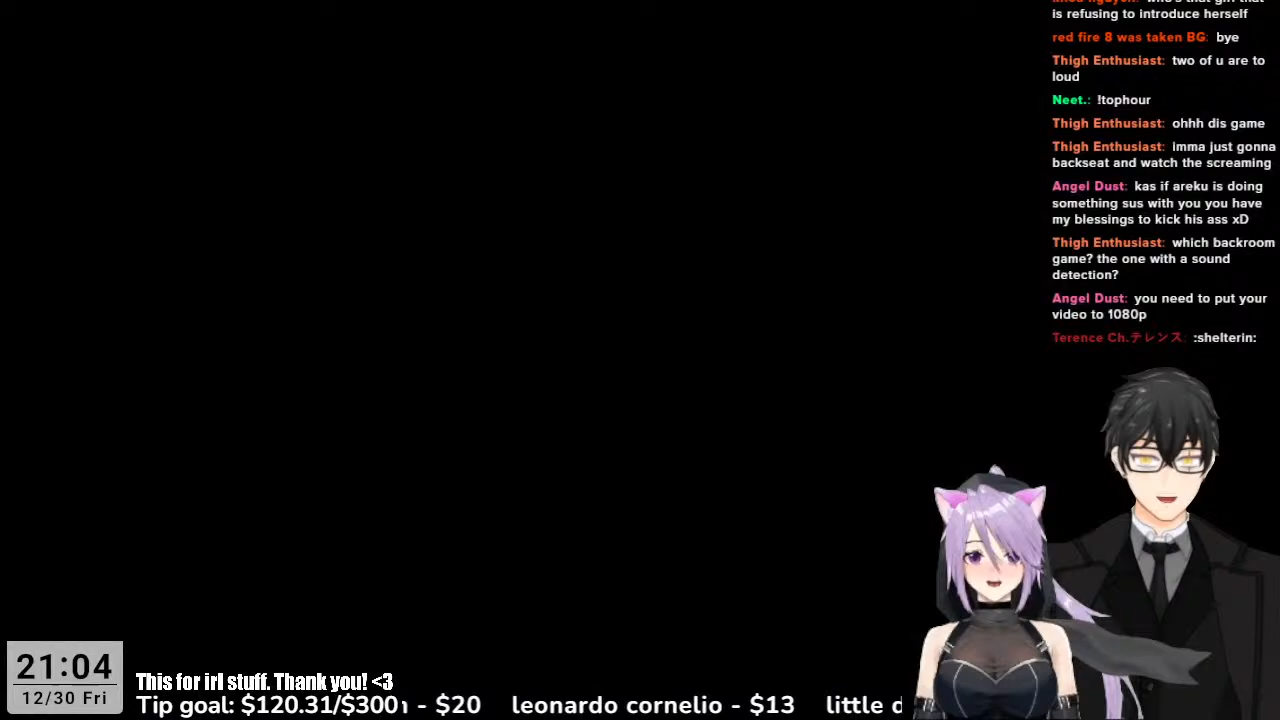 is refusing to introduce herself
red fire 8 was taken BG: bye
Thigh Enthusiast: two of u are to
loud
Neet.: !tophour
Thigh Enthusiast: ohhh dis game
Thigh Enthusiast: imma just gonna
backseat and watch the screaming
Angel Dust: kas if areku is doing
something sus with you you have
my blessings to kick his ass xD
Thigh Enthusiast: which backroom
game? the one with a sound
detection?
Angel Dust: you need to put your
video to 1080p
Terence Ch.テレンス: :shelterin:
21:04
12/30 Fri
This for irl stuff. Thank you! <3
Tip goal: $120.31/$300 - $20 leonardo cornelio - $13 little